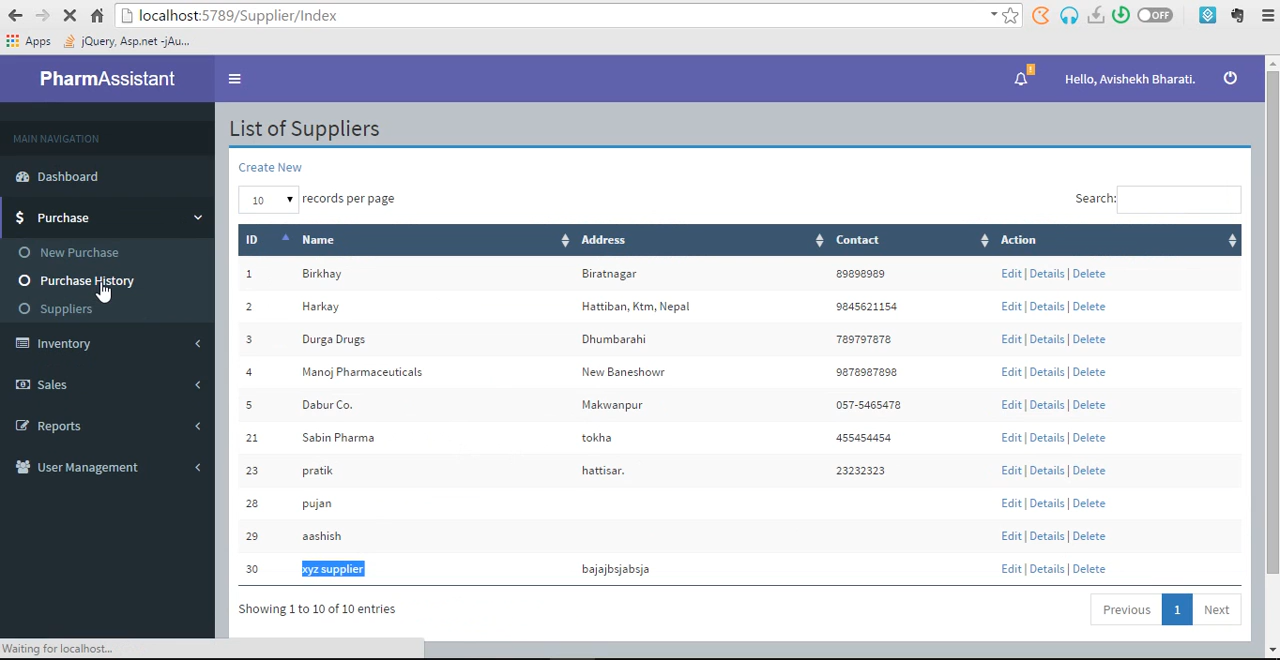 localhost:5789/Supplier/Index
OFF
Apps jQuery, Asp.net -jAu...
PharmAssistant
Hello, Avishekh Bharati.
MAIN NAVIGATION
Dashboard
Purchase
New Purchase
Purchase History
Suppliers
Inventory
Sales
Reports
User Management
List of Suppliers
Create New
10 records per page
Search:
ID Name Address Contact Action
1 Birkhay Biratnagar 89898989 Edit | Details | Delete
2 Harkay Hattiban, Ktm, Nepal 9845621154 Edit | Details | Delete
3 Durga Drugs Dhumbarahi 789797878 Edit | Details | Delete
4 Manoj Pharmaceuticals New Baneshowr 9878987898 Edit | Details | Delete
5 Dabur Co. Makwanpur 057-5465478 Edit | Details | Delete
21 Sabin Pharma tokha 455454454 Edit | Details | Delete
23 pratik hattisar. 23232323 Edit | Details | Delete
28 pujan Edit | Details | Delete
29 aashish Edit | Details | Delete
30 xyz supplier bajajbsjabsja Edit | Details | Delete
Showing 1 to 10 of 10 entries
Previous 1 Next
Waiting for localhost...